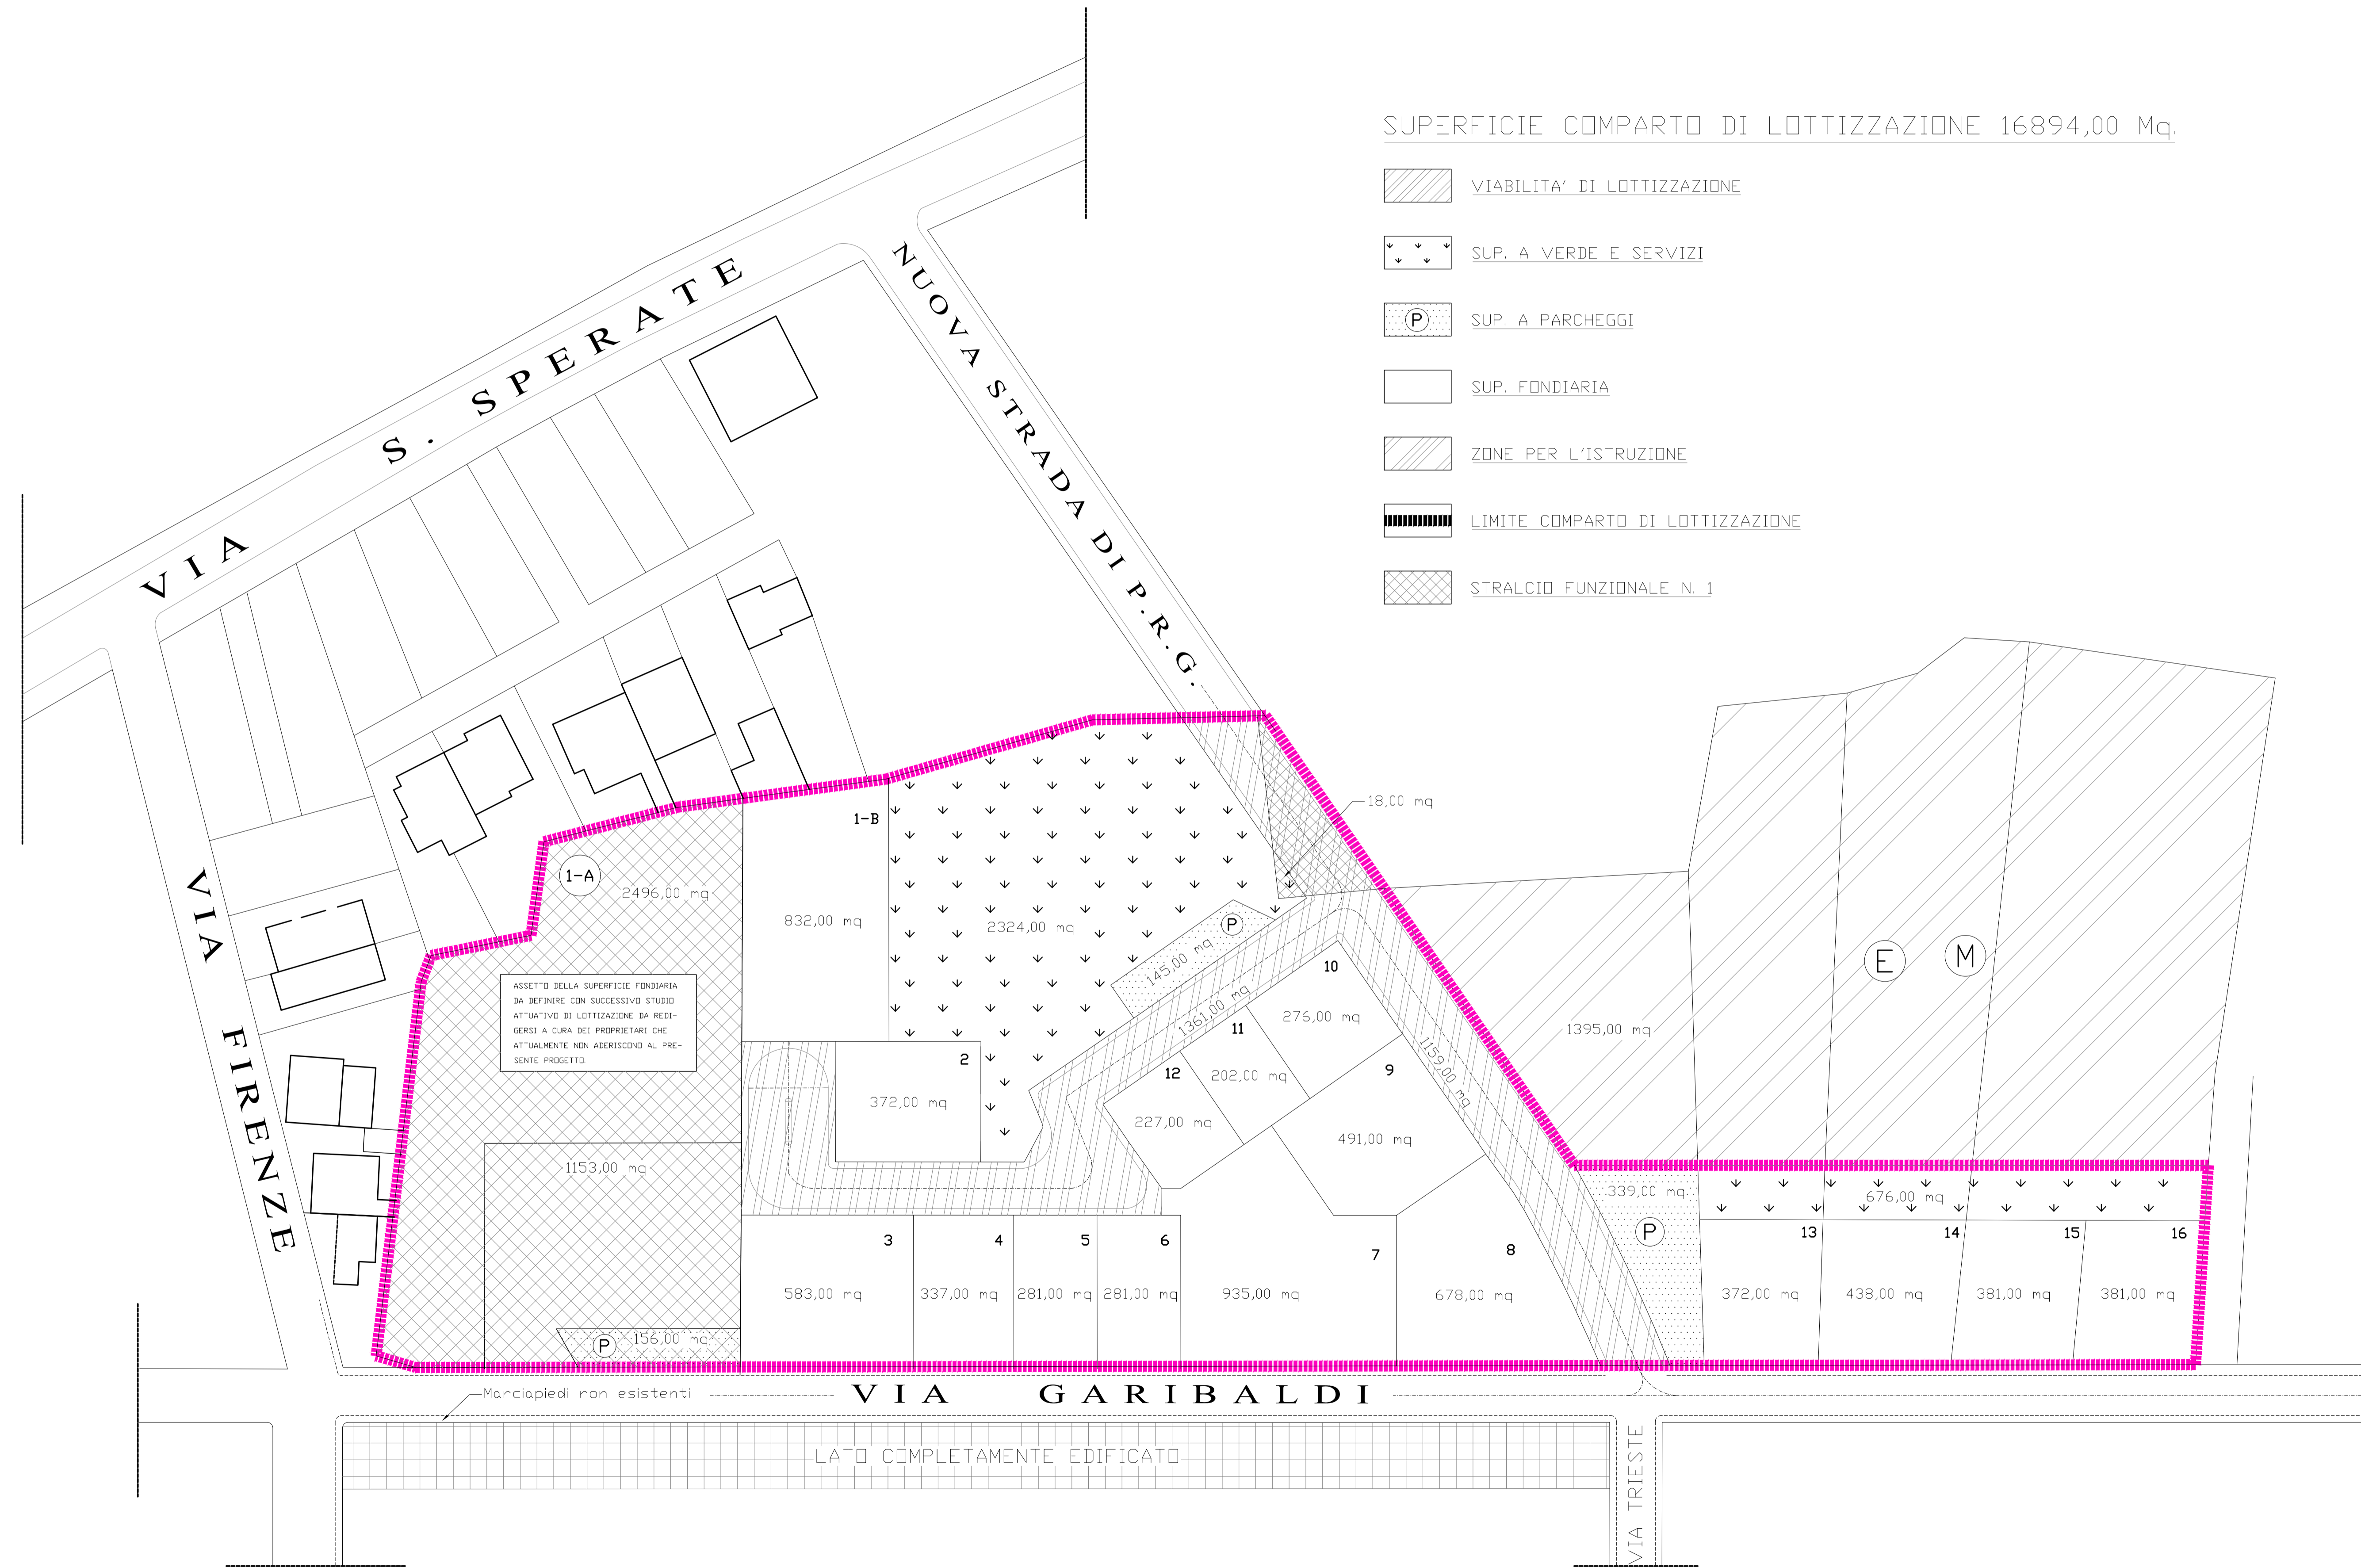 SUPERFICIE COMPARTO DI LOTTIZZAZIONE 16894,00 Mq.
VIABILITA' DI LOTTIZZAZIONE
SUP. A VERDE E SERVIZI
P
SUP. A PARCHEGGI
SUP. FONDIARIA
ZONE PER L'ISTRUZIONE
LIMITE COMPARTO DI LOTTIZZAZIONE
STRALCIO FUNZIONALE N. 1
VIA S. SPERATE
NUOVA STRADA DI P.R.G.
VIA FIRENZE
18,00 mq
1-B
1-A
2496,00 mq
832,00 mq
2324,00 mq
P
145,00 mq
1361,00 mq
10
276,00 mq
11
202,00 mq
12
227,00 mq
9
491,00 mq
1159,00 mq
1395,00 mq
E
M
ASSETTO DELLA SUPERFICIE FONDIARIA
DA DEFINIRE CON SUCCESSIVO STUDIO
ATTUATIVO DI LOTTIZAZIONE DA REDI-
GERSI A CURA DEI PROPRIETARI CHE
ATTUALMENTE NON ADERISCONO AL PRE-
SENTE PROGETTO.
2
372,00 mq
1153,00 mq
P
156,00 mq
3
583,00 mq
4
337,00 mq
5
281,00 mq
6
281,00 mq
7
935,00 mq
8
678,00 mq
339,00 mq
P
676,00 mq
13
372,00 mq
14
438,00 mq
15
381,00 mq
16
381,00 mq
Marciapiedi non esistenti
VIA GARIBALDI
LATO COMPLETAMENTE EDIFICATO
VIA TRIESTE